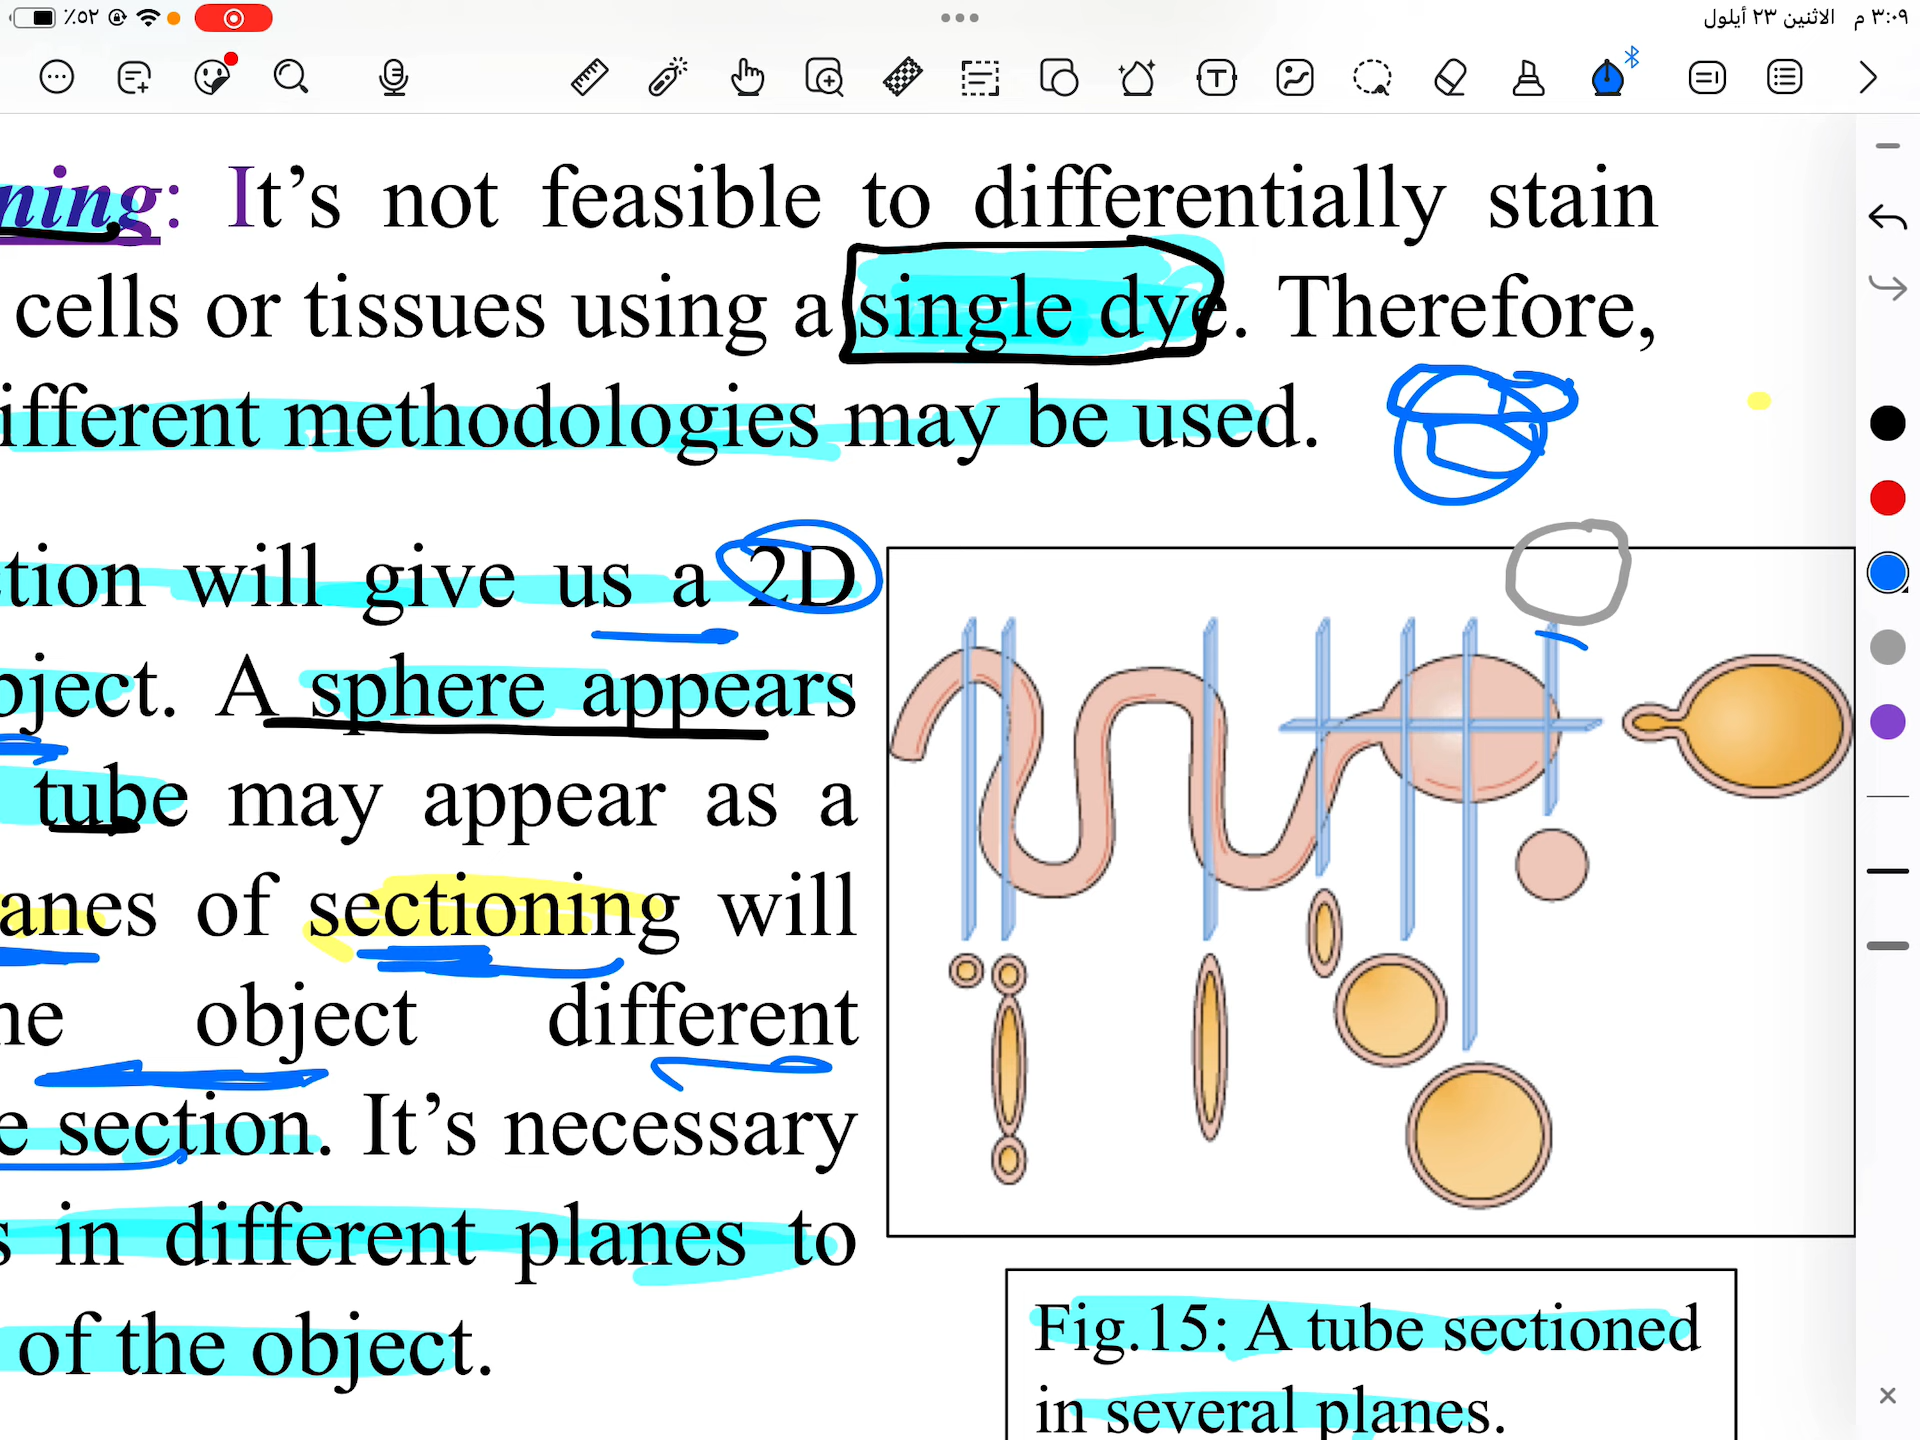 ٪٥٢
٣:٠٩ م الاثنين ٢٣ أيلول
ning: It’s not feasible to differentially stain
cells or tissues using a single dye. Therefore,
ifferent methodologies may be used.
tion will give us a 2D
bject. A sphere appears
tube may appear as a
anes of sectioning will
he object different
e section. It’s necessary
s in different planes to
of the object.
Fig.15: A tube sectioned
in several planes.